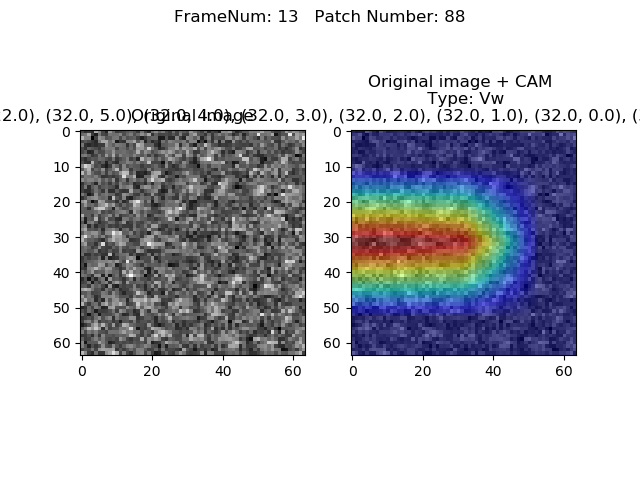 FrameNum: 13   Patch Number: 88
Original image + CAM
Type: Vw
2.0), (32.0, 5.0), (32.0, 4.0), (32.0, 3.0), (32.0, 2.0), (32.0, 1.0), (32.0, 0.0), (
Original image
0
10
20
30
40
50
60
0 20 40 60
0
10
20
30
40
50
60
0 20 40 60